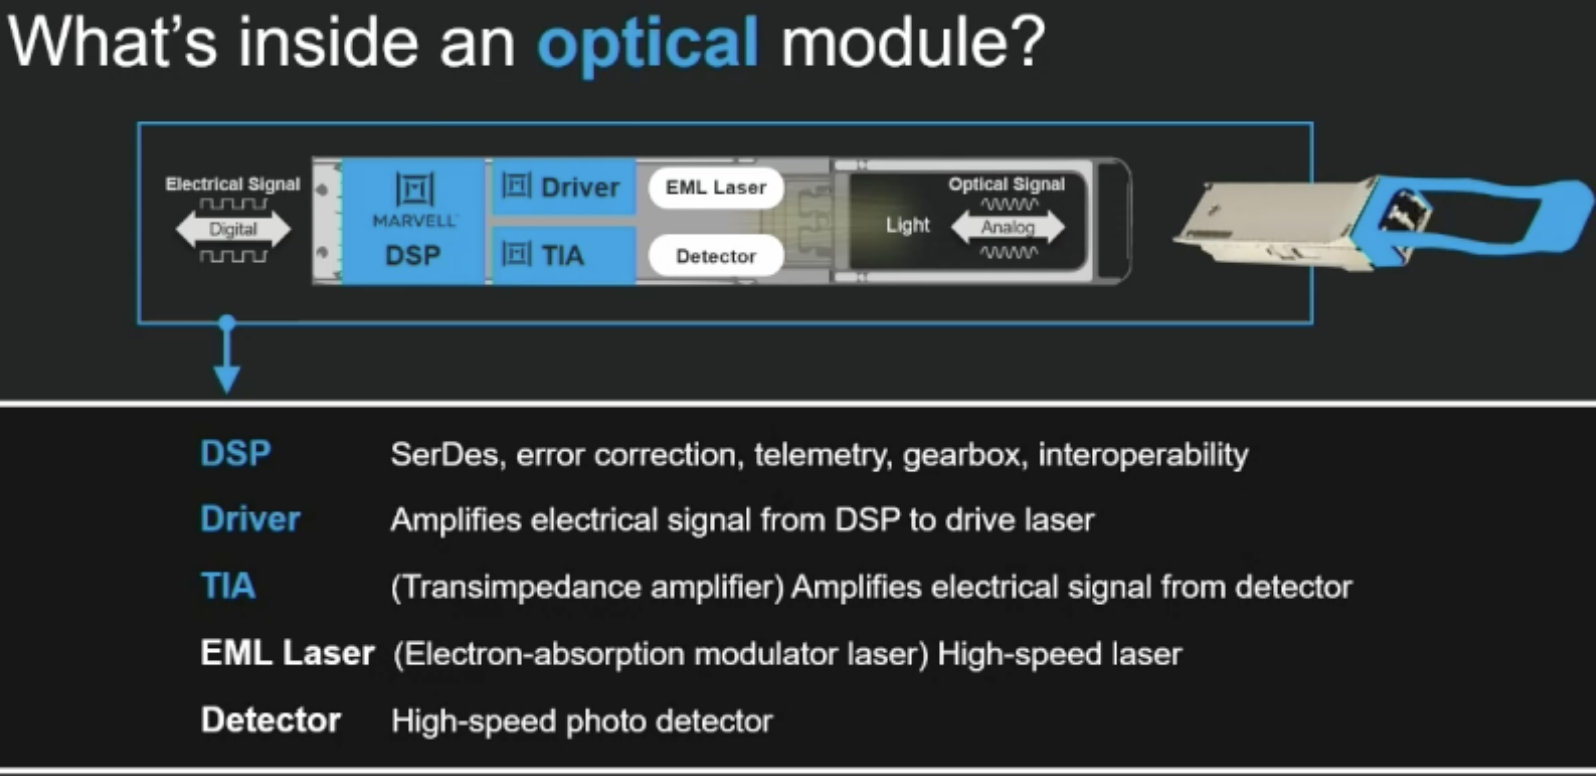 What's inside an optical module?
Electrical Signal
Digital
MARVELL
DSP
Driver
TIA
EML Laser
Detector
Light
Optical Signal
Analog
DSP SerDes, error correction, telemetry, gearbox, interoperability
Driver Amplifies electrical signal from DSP to drive laser
TIA (Transimpedance amplifier) Amplifies electrical signal from detector
EML Laser (Electron-absorption modulator laser) High-speed laser
Detector High-speed photo detector